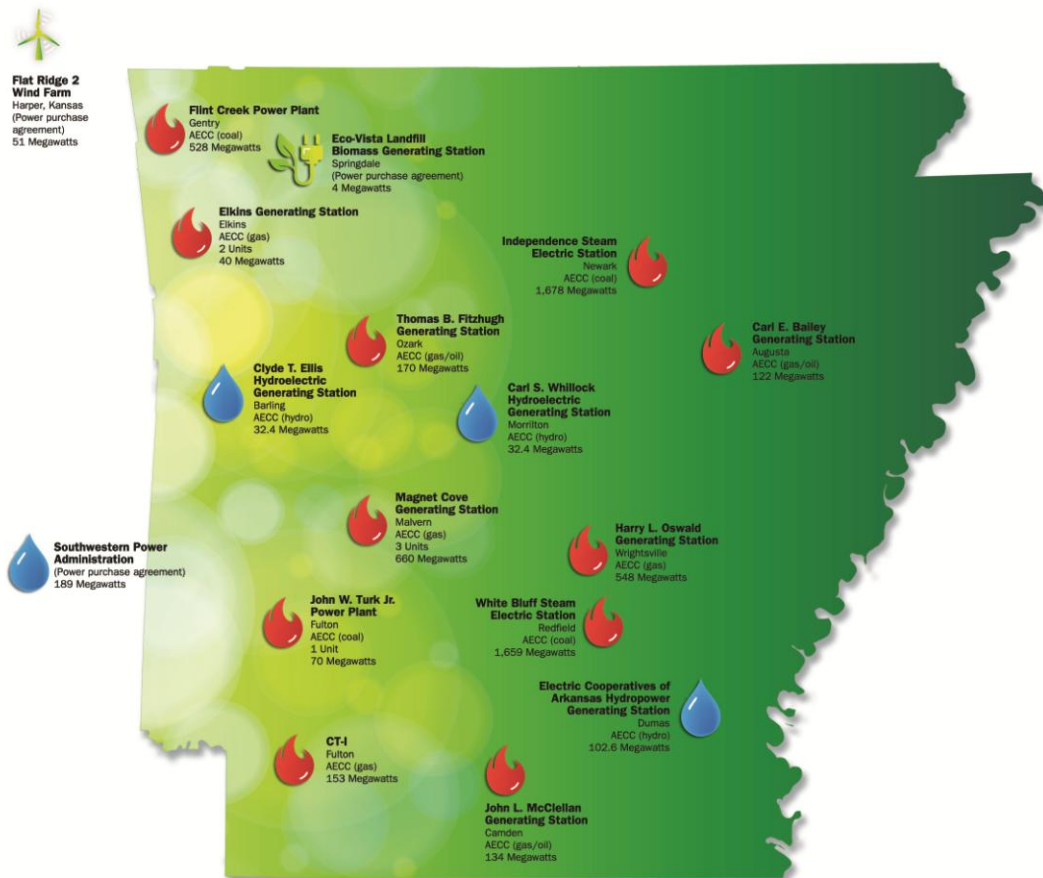 Flat Ridge 2
Wind Farm
Harper, Kansas
(Power purchase
agreement)
51 Megawatts
Flint Creek Power Plant
Gentry
AECC (coal)
528 Megawatts
Eco-Vista Landfill
Biomass Generating Station
Springdale
(Power purchase agreement)
4 Megawatts
Elkins Generating Station
Elkins
AECC (gas)
2 Units
40 Megawatts
Independence Steam
Electric Station
Newark
AECC (coal)
1,678 Megawatts
Thomas B. Fitzhugh
Generating Station
Ozark
AECC (gas/oil)
170 Megawatts
Carl E. Bailey
Generating Station
Augusta
AECC (gas/oil)
122 Megawatts
Clyde T. Ellis
Hydroelectric
Generating Station
Barling
AECC (hydro)
32.4 Megawatts
Carl S. Whillock
Hydroelectric
Generating Station
Morrilton
AECC (hydro)
32.4 Megawatts
Magnet Cove
Generating Station
Malvern
AECC (gas)
3 Units
660 Megawatts
Harry L. Oswald
Generating Station
Wrightsville
AECC (gas)
548 Megawatts
Southwestern Power
Administration
(Power purchase agreement)
189 Megawatts
John W. Turk Jr.
Power Plant
Fulton
AECC (coal)
1 Unit
70 Megawatts
White Bluff Steam
Electric Station
Redfield
AECC (coal)
1,659 Megawatts
Electric Cooperatives of
Arkansas Hydropower
Generating Station
Dumas
AECC (hydro)
102.6 Megawatts
CT-I
Fulton
AECC (gas)
153 Megawatts
John L. McClellan
Generating Station
Camden
AECC (gas/oil)
134 Megawatts